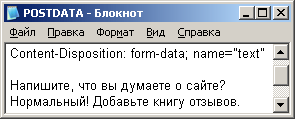 POSTDATA - Блокнот
Файл Правка Формат Вид Справка
Content-Disposition: form-data; name="text"

Напишите, что вы думаете о сайте?
Нормальный! Добавьте книгу отзывов.